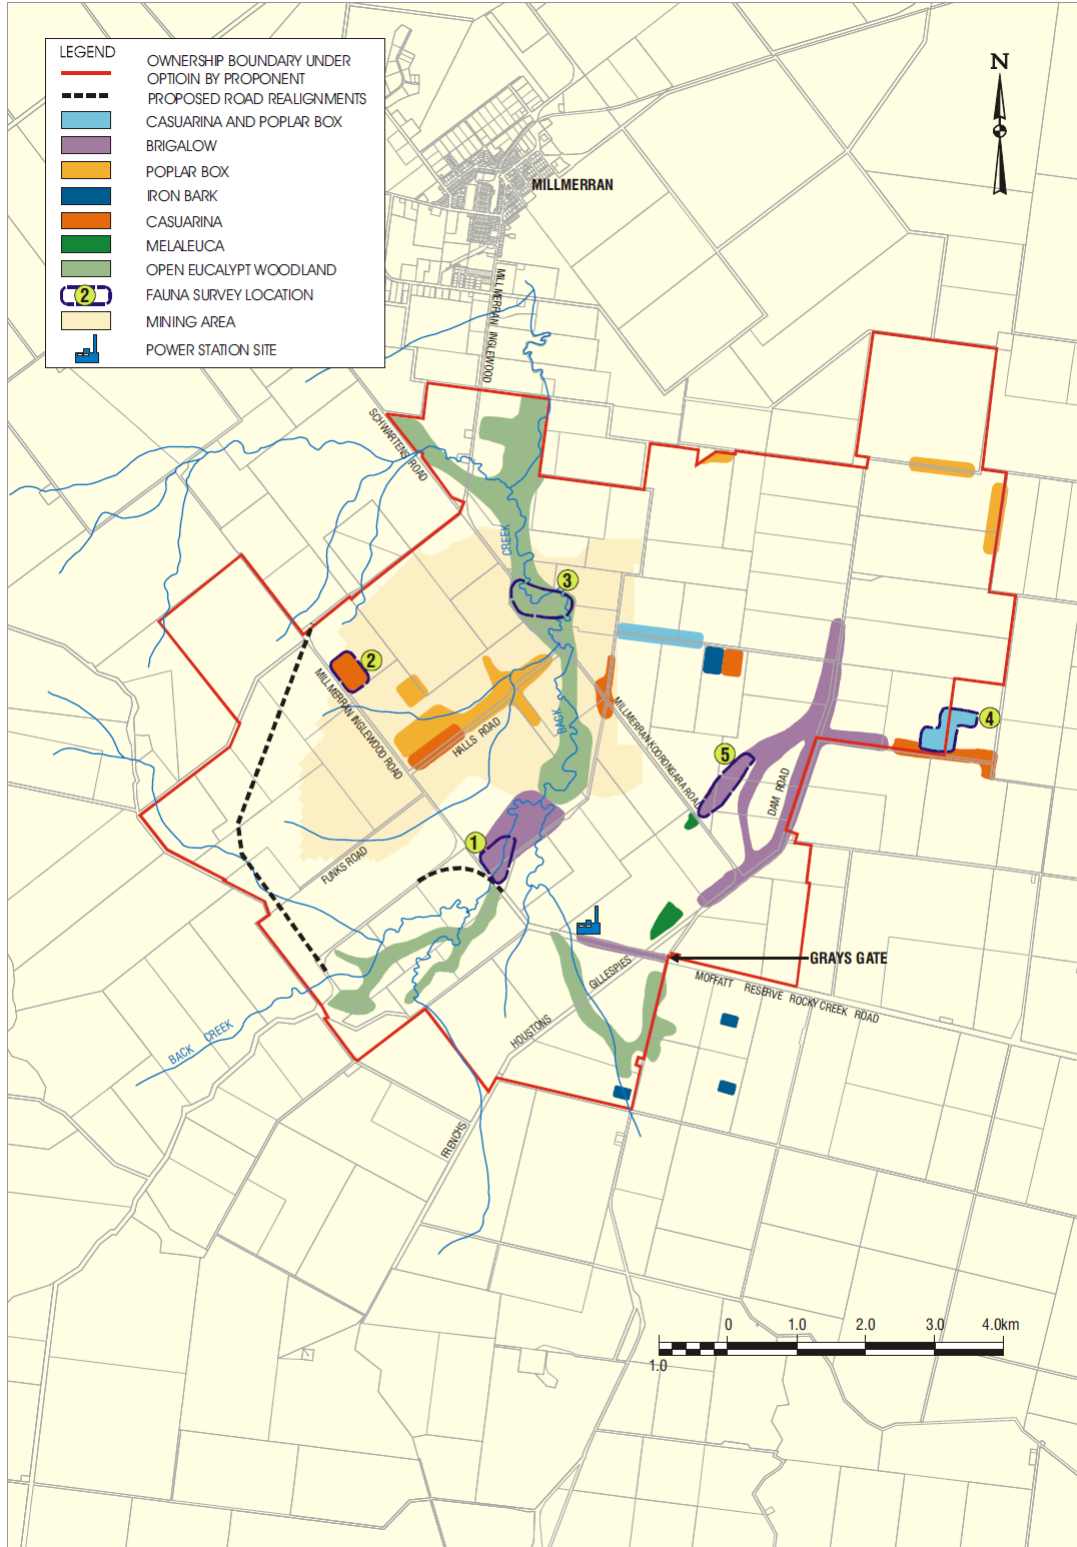 LEGEND
OWNERSHIP BOUNDARY UNDER
OPTIOIN BY PROPONENT
PROPOSED ROAD REALIGNMENTS
CASUARINA AND POPLAR BOX
BRIGALOW
POPLAR BOX
IRON BARK
CASUARINA
MELALEUCA
OPEN EUCALYPT WOODLAND
2 FAUNA SURVEY LOCATION
MINING AREA
POWER STATION SITE
N
MILLMERRAN
MILLMERRAN INGLEWOOD
SCHWARTENS ROAD
CREEK
3
2
MILLMERRAN INGLEWOOD ROAD
HALLS ROAD
BACK
MILLMERRAN-KOORONGARA ROAD
4
5
DAM ROAD
1
FUNKS ROAD
GRAYS GATE
GILLESPIES
MOFFATT RESERVE ROCKY CREEK ROAD
HOUSTONS
BACK CREEK
FRENCHS
0 1.0 2.0 3.0 4.0km
1.0